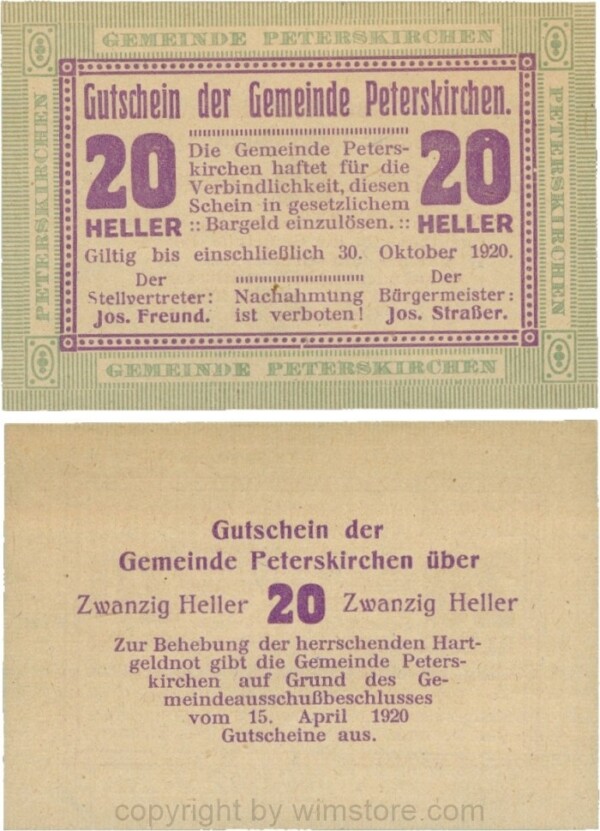 GEMEINDE PETERSKIRCHEN
PETERSKIRCHEN
PETERSKIRCHEN
Gutschein der Gemeinde Peterskirchen.
20
HELLER
Die Gemeinde Peters-
kirchen haftet für die
Verbindlichkeit, diesen
Schein in gesetzlichem
:: Bargeld einzulösen. ::
20
HELLER
Giltig bis einschließlich 30. Oktober 1920.
Der
Stellvertreter:
Jos. Freund.
Nachahmung
ist verboten!
Der
Bürgermeister:
Jos. Straßer.
GEMEINDE PETERSKIRCHEN
Gutschein der
Gemeinde Peterskirchen über
Zwanzig Heller 20 Zwanzig Heller
Zur Behebung der herrschenden Hart-
geldnot gibt die Gemeinde Peters-
kirchen auf Grund des Ge-
meindeausschußbeschlusses
vom 15. April 1920
Gutscheine aus.
copyright by wimstore.com